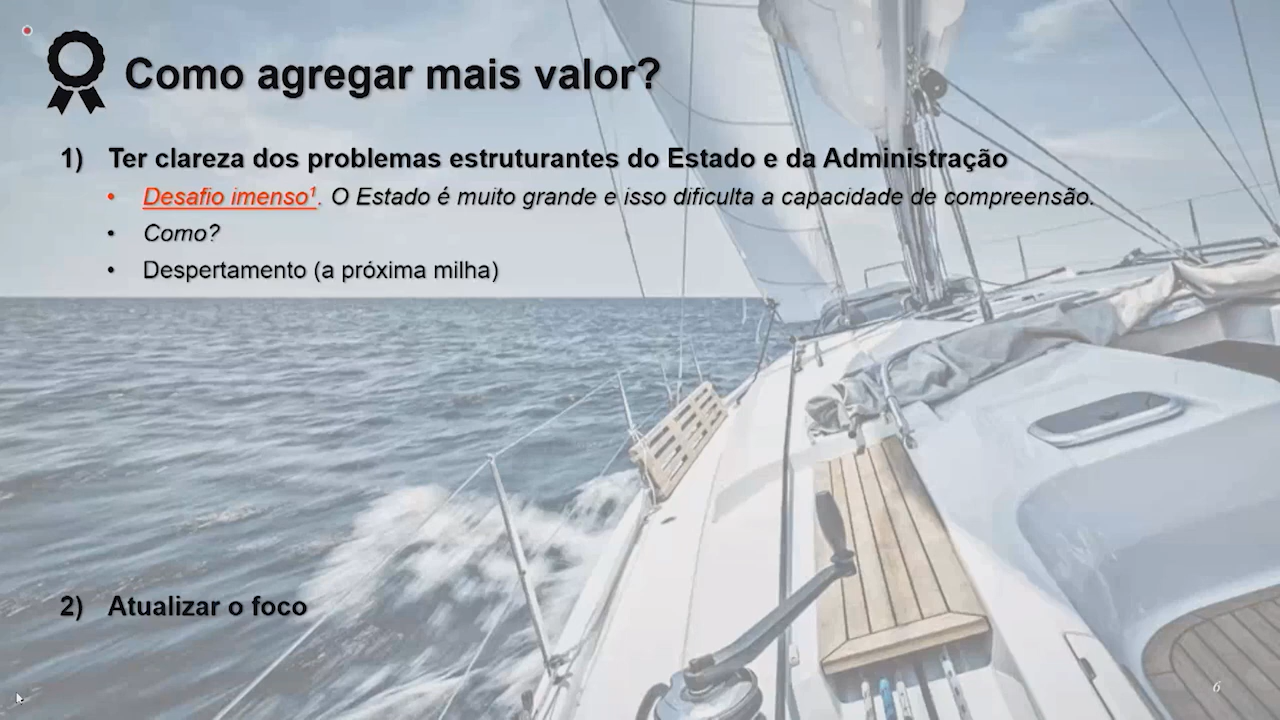 Como agregar mais valor?
1) Ter clareza dos problemas estruturantes do Estado e da Administração
• Desafio imenso¹. O Estado é muito grande e isso dificulta a capacidade de compreensão.
• Como?
• Despertamento (a próxima milha)
2) Atualizar o foco
6